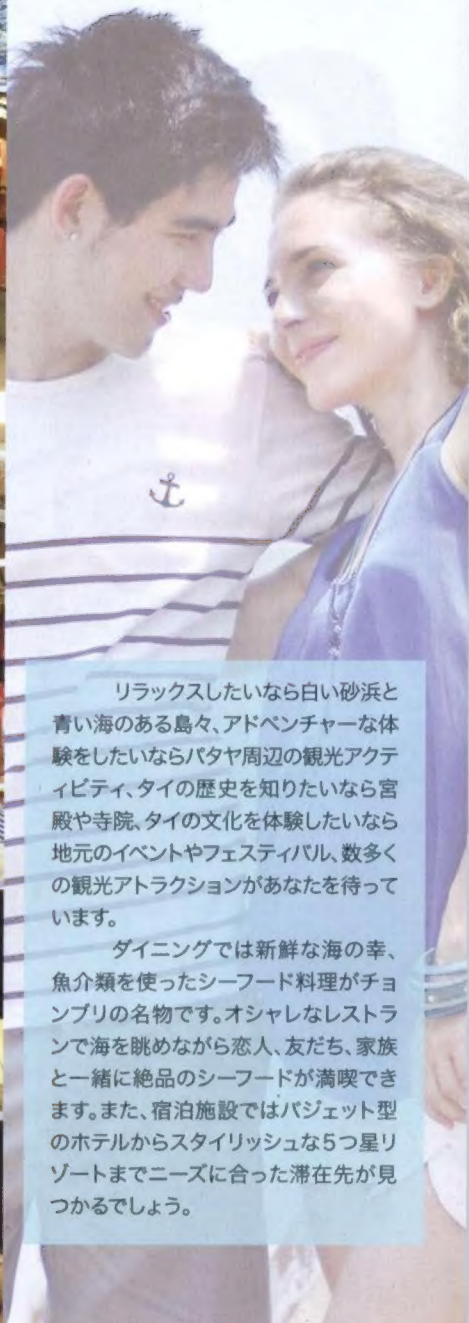 リラックスしたいなら白い砂浜と
青い海のある島々、アドベンチャーな体
験をしたいならパタヤ周辺の観光アクテ
ィビティ、タイの歴史を知りたいなら宮
殿や寺院、タイの文化を体験したいなら
地元のイベントやフェスティバル、数多く
の観光アトラクションがあなたを待って
います。
ダイニングでは新鮮な海の幸、
魚介類を使ったシーフード料理がチョ
ンブリの名物です。オシャレなレストラ
ンで海を眺めながら恋人、友だち、家族
と一緒に絶品のシーフードが満喫でき
ます。また、宿泊施設ではバジェット型
のホテルからスタイリッシュな5つ星リ
ゾートまでニーズに合った滞在先が見
つかるでしょう。